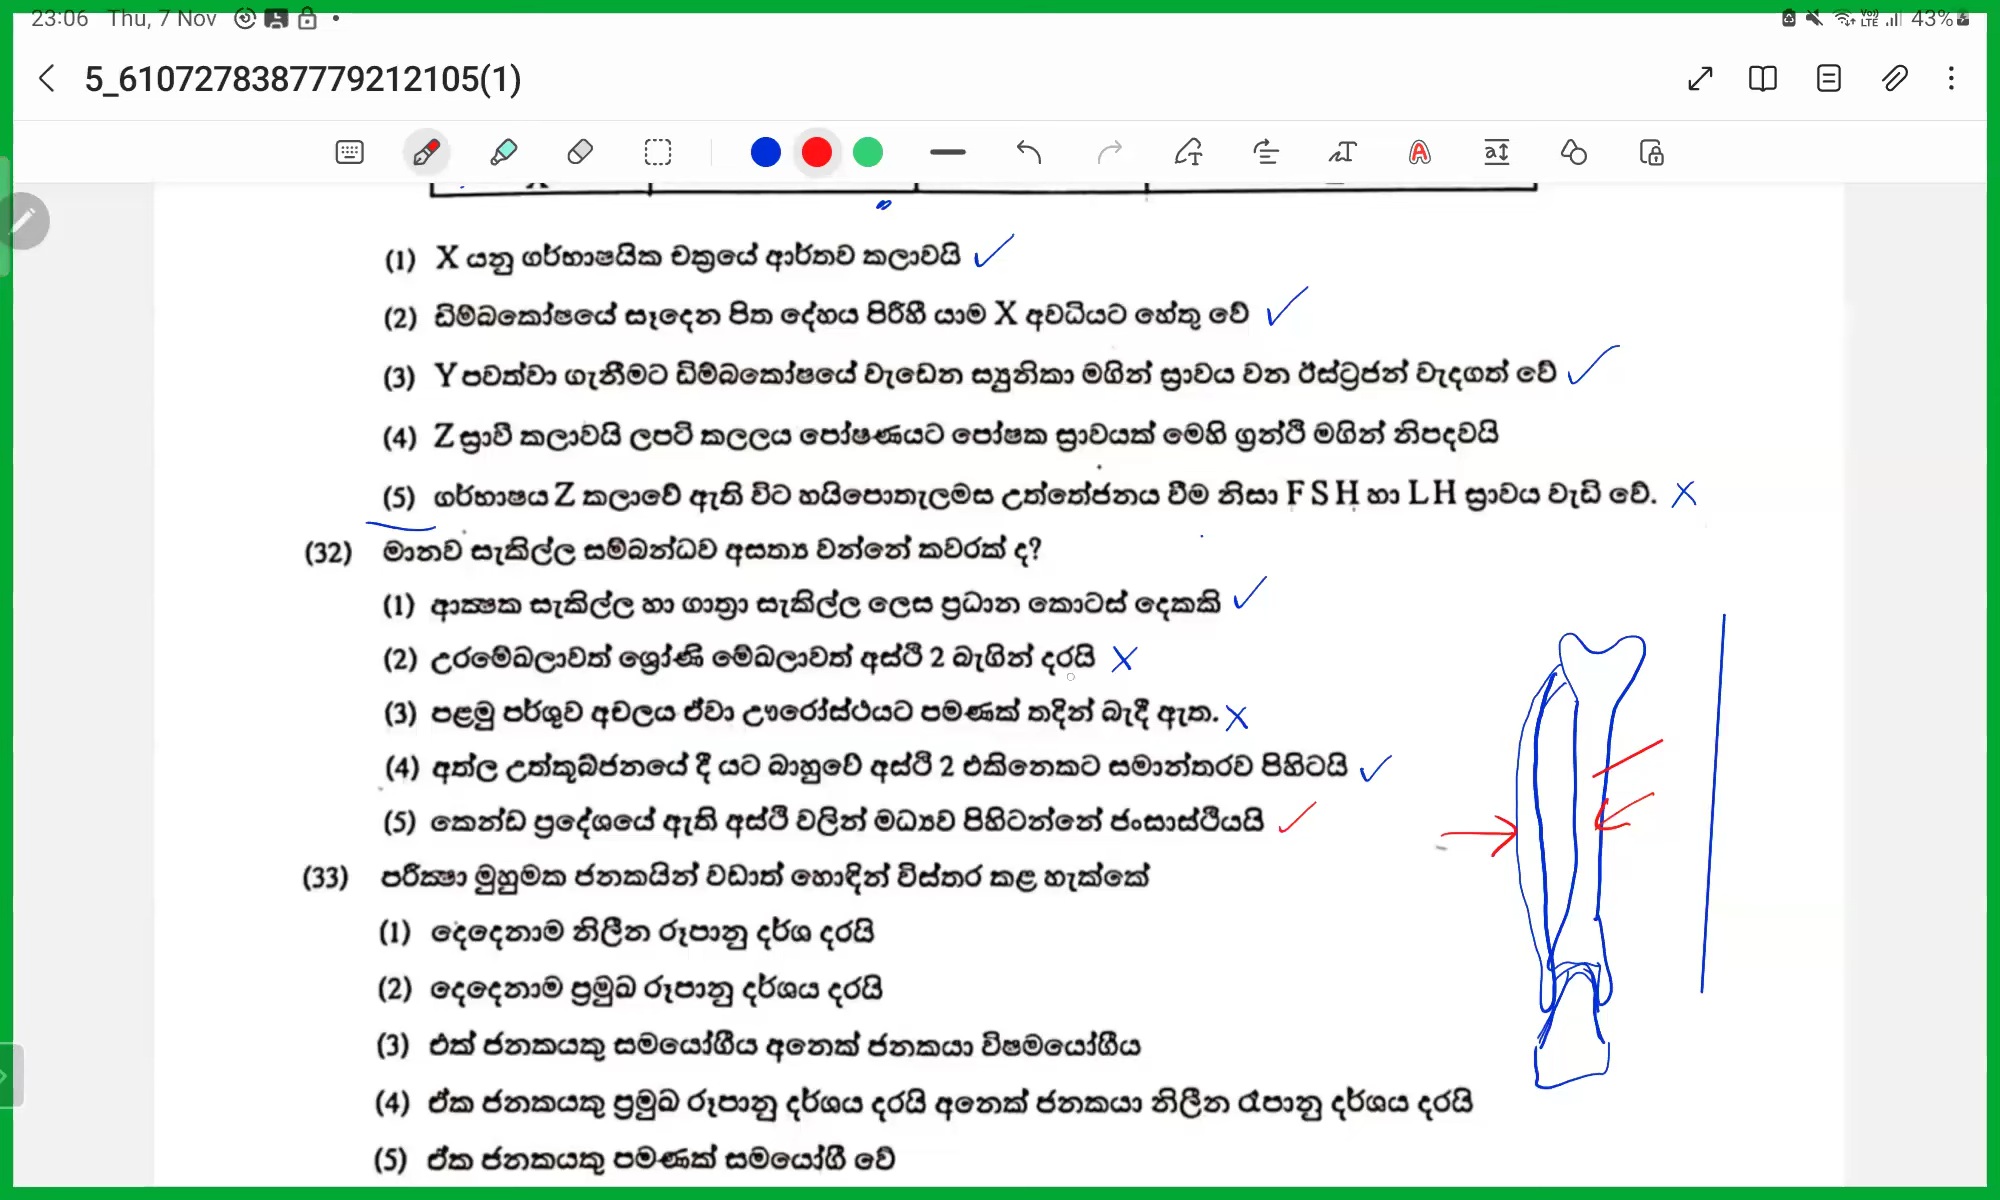 23:06 Thu, 7 Nov
43%
5_6107278387779212105(1)
(1) X යනු ගර්භාෂයික චක්‍රයේ ආර්තව කලාවයි
(2) ඩිම්බකෝෂයේ සෑදෙන පිත දේහය පිරිහී යාම X අවධියට හේතු වේ
(3) Y පවත්වා ගැනීමට ඩිම්බකෝෂයේ වැඩෙන ස්‍යුනිකා මගින් ස්‍රාවය වන ඊස්ට්‍රජන් වැදගත් වේ
(4) Z ස්‍රාවී කලාවයි ලපටි කලලය පෝෂණයට පෝෂක ස්‍රාවයක් මෙහි ග්‍රන්ථි මගින් නිපදවයි
(5) ගර්භාෂය Z කලාවේ ඇති විට හයිපොතැලමස උත්තේජනය වීම නිසා F S H හා L H ස්‍රාවය වැඩි වේ.
(32) මානව සැකිල්ල සම්බන්ධව අසත්‍ය වන්නේ කවරක් ද?
(1) ආක්ෂක සැකිල්ල හා ගාත්‍රා සැකිල්ල ලෙස ප්‍රධාන කොටස් දෙකකි
(2) උරමේඛලාවත් ශ්‍රෝණි මේඛලාවත් අස්ථි 2 බැගින් දරයි
(3) පළමු පර්ශුව අචලය ඒවා උරෝස්ථයට පමණක් තදින් බැදී ඇත.
(4) අත්ල උත්කුබ්ජනයේ දී යට බාහුවේ අස්ථි 2 එකිනෙකට සමාන්තරව පිහිටයි
(5) කෙන්ඩ ප්‍රදේශයේ ඇති අස්ථි වලින් මධ්‍යව පිහිටන්නේ ජංඝාස්ථියයි
(33) පරීක්ෂා මුහුමක ජනකයින් වඩාත් හොඳින් විස්තර කළ හැක්කේ
(1) දෙදෙනාම නිලීන රූපානු දර්ශ දරයි
(2) දෙදෙනාම ප්‍රමුඛ රූපානු දර්ශය දරයි
(3) එක් ජනකයකු සමයෝගීය අනෙක් ජනකයා විෂමයෝගීය
(4) ඒක ජනකයකු ප්‍රමුඛ රූපානු දර්ශය දරයි අනෙක් ජනකයා නිලීන රෑපානු දර්ශය දරයි
(5) ඒක ජනකයකු පමණක් සමයෝගී වේ